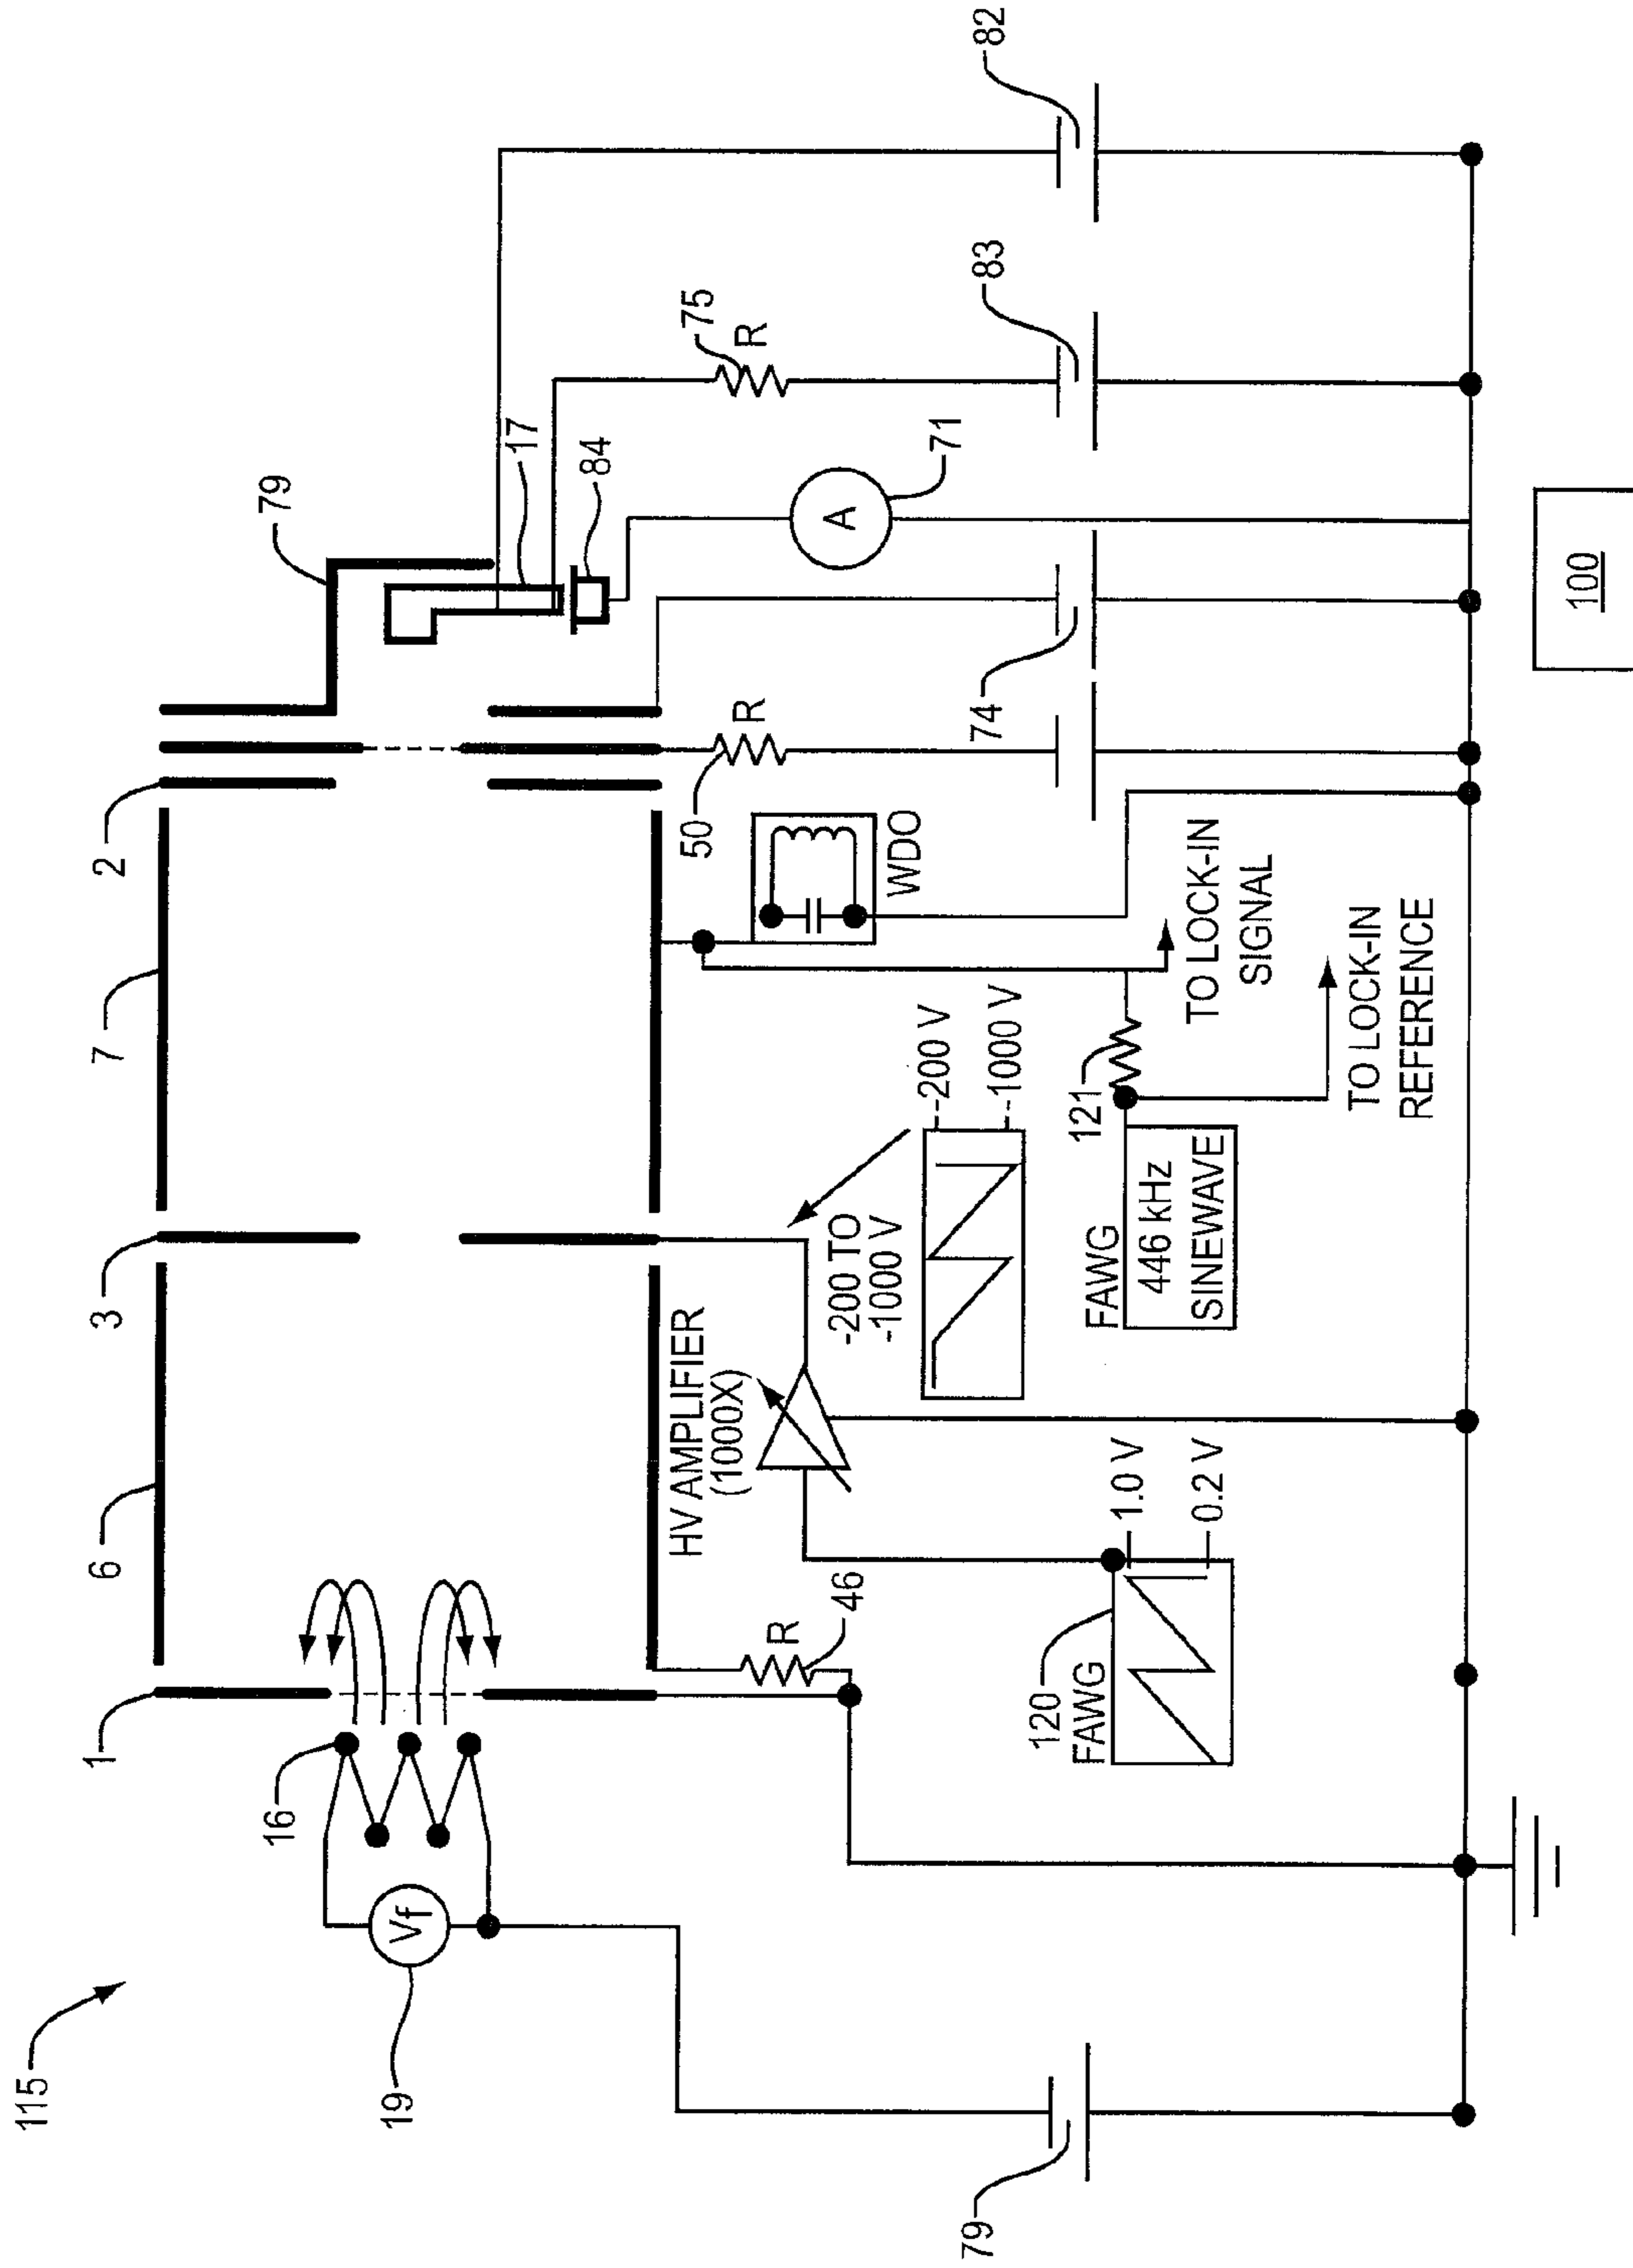 115
1
6
3
7
2
79
16
17
84
19
Vf
R
46
HV AMPLIFIER
(1000X)
50
R
75
R
WDO
A
71
-200 TO
-1000 V
-200 V
-1000 V
79
120
FAWG
1.0 V
0.2 V
FAWG
446 kHz
SINEWAVE
121
TO LOCK-IN
SIGNAL
TO LOCK-IN
REFERENCE
74
83
82
100